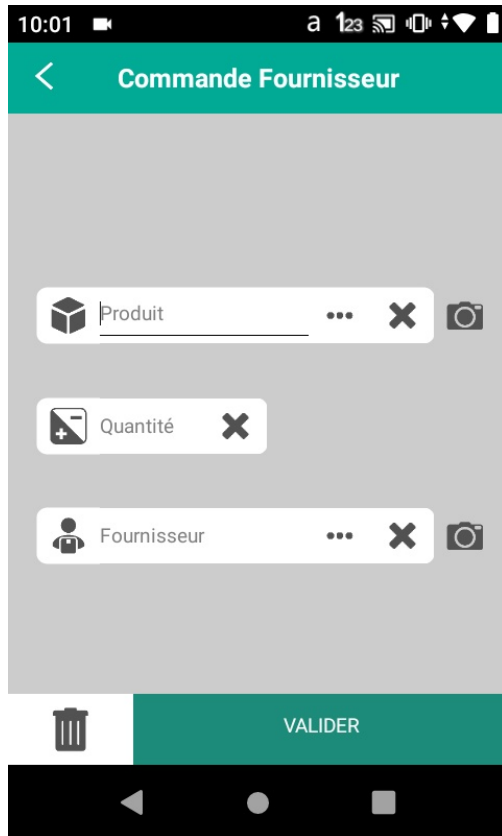 10:01
a 123
Commande Fournisseur
Produit
Quantité
Fournisseur
VALIDER